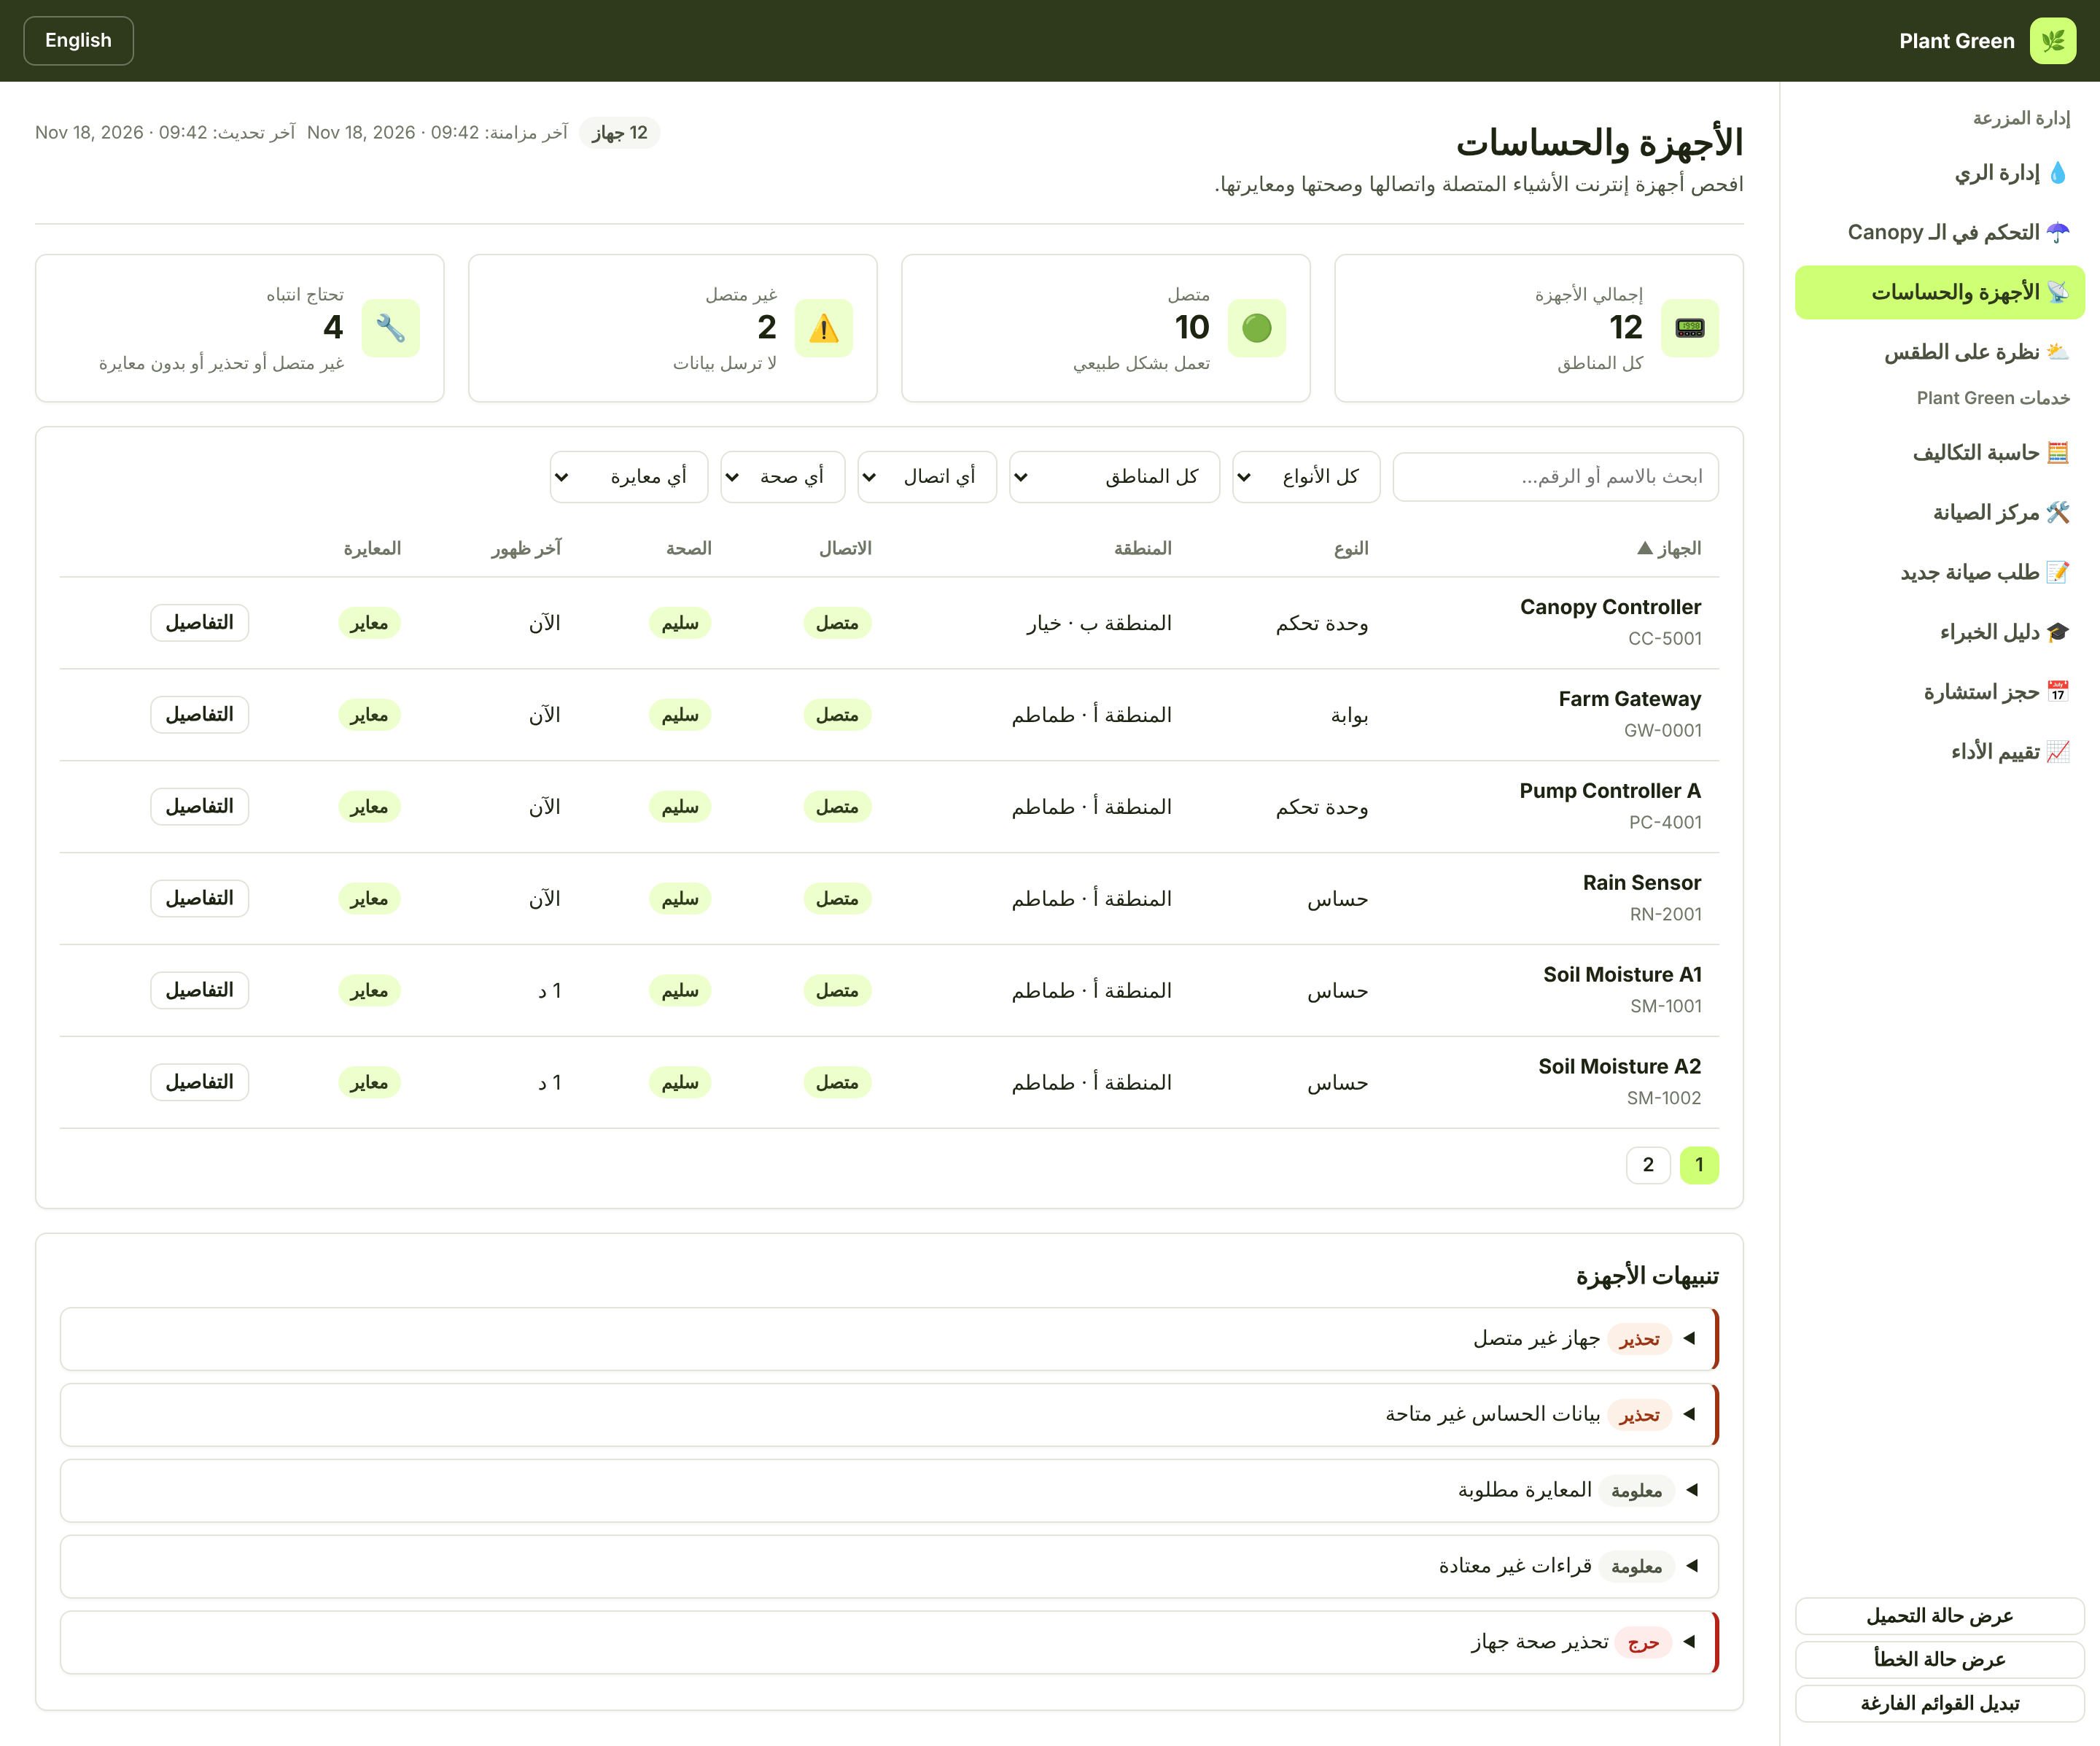 Plant Green
English
إدارة المزرعة
إدارة الري
التحكم في الـ Canopy
الأجهزة والحساسات
نظرة على الطقس
خدمات Plant Green
حاسبة التكاليف
مركز الصيانة
طلب صيانة جديد
دليل الخبراء
حجز استشارة
تقييم الأداء
عرض حالة التحميل
عرض حالة الخطأ
تبديل القوائم الفارغة
الأجهزة والحساسات
افحص أجهزة إنترنت الأشياء المتصلة واتصالها وصحتها ومعايرتها.
12 جهاز آخر مزامنة: Nov 18, 2026 · 09:42 آخر تحديث: Nov 18, 2026 · 09:42
إجمالي الأجهزة
12
كل المناطق
متصل
10
تعمل بشكل طبيعي
غير متصل
2
لا ترسل بيانات
تحتاج انتباه
4
غير متصل أو تحذير أو بدون معايرة
ابحث بالاسم أو الرقم... كل الأنواع كل المناطق أي اتصال أي صحة أي معايرة
الجهاز ▲ النوع المنطقة الاتصال الصحة آخر ظهور المعايرة
Canopy Controller
CC-5001
وحدة تحكم المنطقة ب · خيار متصل سليم الآن معاير التفاصيل
Farm Gateway
GW-0001
بوابة المنطقة أ · طماطم متصل سليم الآن معاير التفاصيل
Pump Controller A
PC-4001
وحدة تحكم المنطقة أ · طماطم متصل سليم الآن معاير التفاصيل
Rain Sensor
RN-2001
حساس المنطقة أ · طماطم متصل سليم الآن معاير التفاصيل
Soil Moisture A1
SM-1001
حساس المنطقة أ · طماطم متصل سليم 1 د معاير التفاصيل
Soil Moisture A2
SM-1002
حساس المنطقة أ · طماطم متصل سليم 1 د معاير التفاصيل
1 2
تنبيهات الأجهزة
تحذير جهاز غير متصل
تحذير بيانات الحساس غير متاحة
معلومة المعايرة مطلوبة
معلومة قراءات غير معتادة
حرج تحذير صحة جهاز